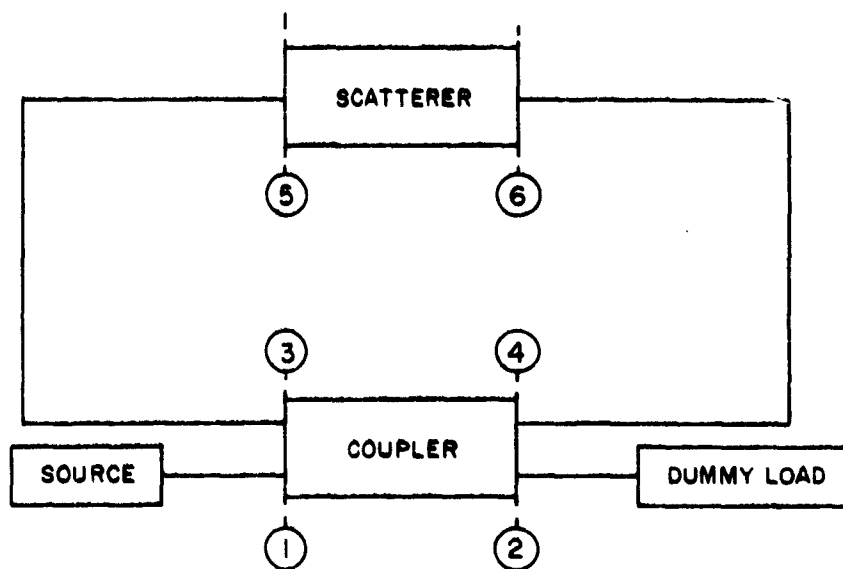 SCATTERER
5 6
3 4
COUPLER
SOURCE DUMMY LOAD
1 2